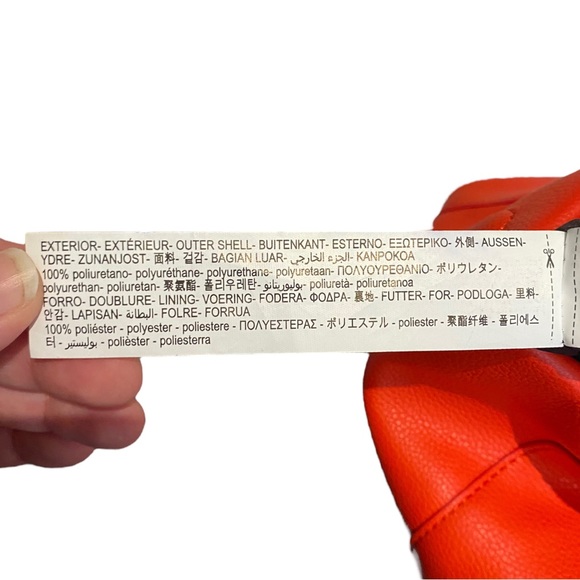 EXTERIOR- EXTÉRIEUR- OUTER SHELL- BUITENKANT- ESTERNO- ΕΞΩΤΕΡΙΚΟ- 外側- AUSSEN-
YDRE- ZUNANJOST- 面料- 겉감- BAGIAN LUAR- الجزء الخارجي- KANPOKOA
100% poliuretano- polyuréthane- polyurethane- polyuretaan- ΠΟΛΥΟΥΡΕΘΑΝΙΟ- ポリウレタン-
polyurethan- poliuretan- 聚氨酯- 폴리우레탄- بوليوريتانو- poliuretà- poliuretanoa
FORRO- DOUBLURE- LINING- VOERING- FODERA- ΦΟΔΡΑ- 裏地- FUTTER- FOR- PODLOGA- 里料-
안감- LAPISAN- البطانة- FOLRE- FORRUA
100% poliéster - polyester - poliestere - ΠΟΛΥΕΣΤΕΡΑΣ - ポリエステル - poliester - 聚酯纤维 - 폴리에스
터 - بوليستير - polièster - poliesterra